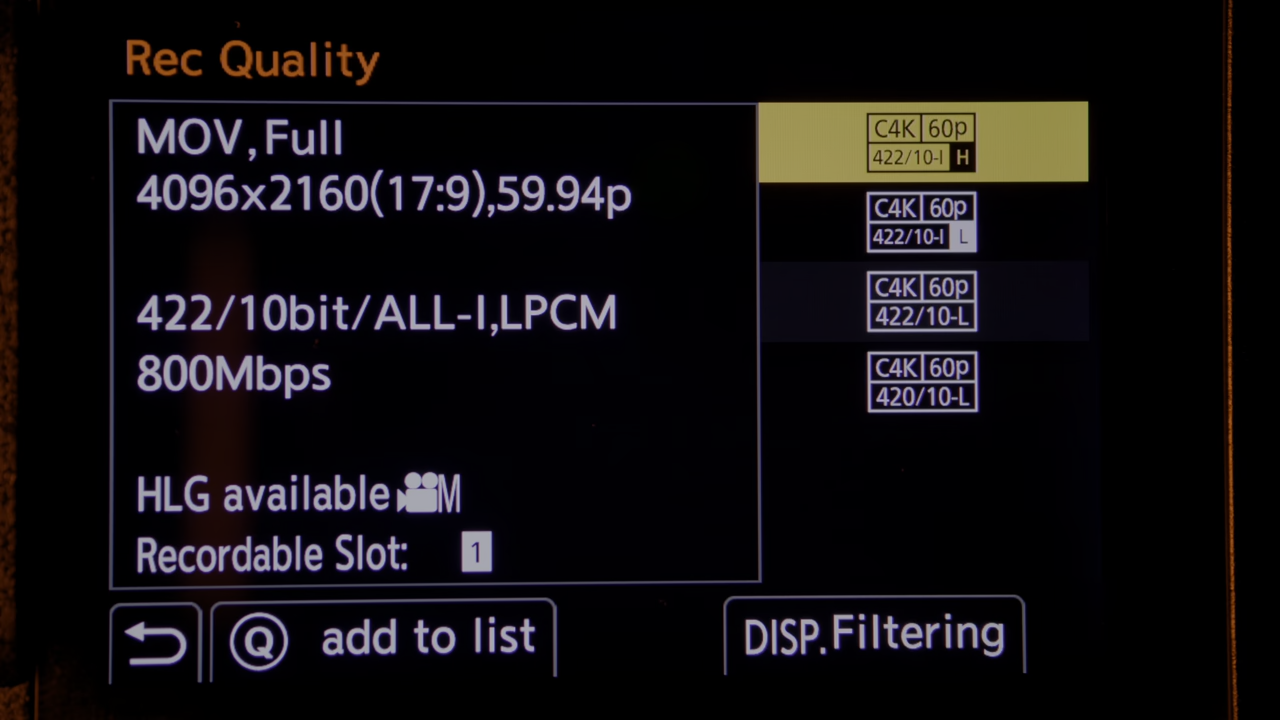 Rec Quality
MOV,Full
4096x2160(17:9),59.94p
422/10bit/ALL-I,LPCM
800Mbps
HLG available M
Recordable Slot: 1
C4K 60p
422/10-I H
C4K 60p
422/10-I L
C4K 60p
422/10-L
C4K 60p
420/10-L
Q add to list
DISP.Filtering